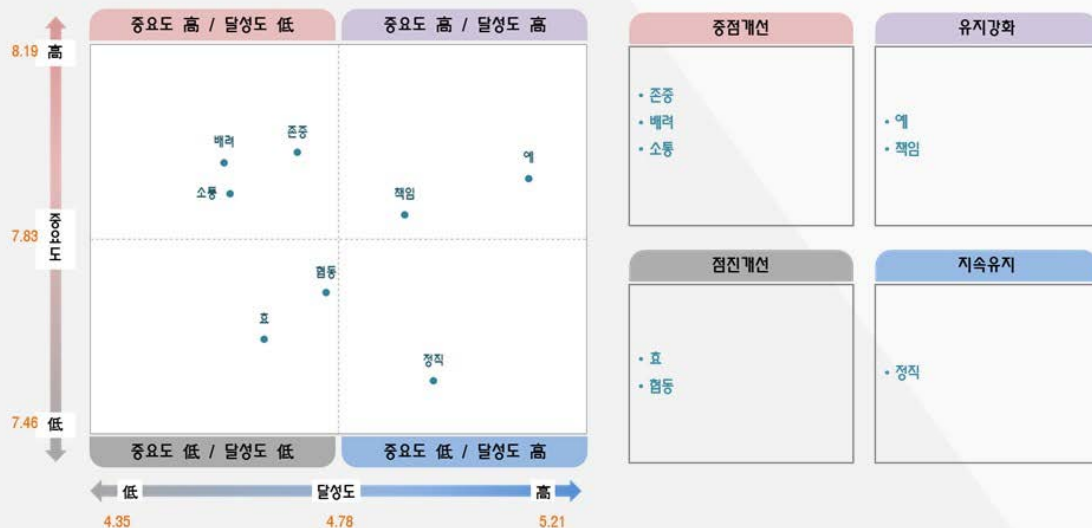 중요도 高 / 달성도 低
중요도 高 / 달성도 高
8.19 高
배려
존중
예
소통
책임
7.83 중요도
협동
효
정직
7.46 低
중요도 低 / 달성도 低
중요도 低 / 달성도 高
低 달성도 高
4.35 4.78 5.21
중점개선
• 존중
• 배려
• 소통
유지강화
• 예
• 책임
점진개선
• 효
• 협동
지속유지
• 정직